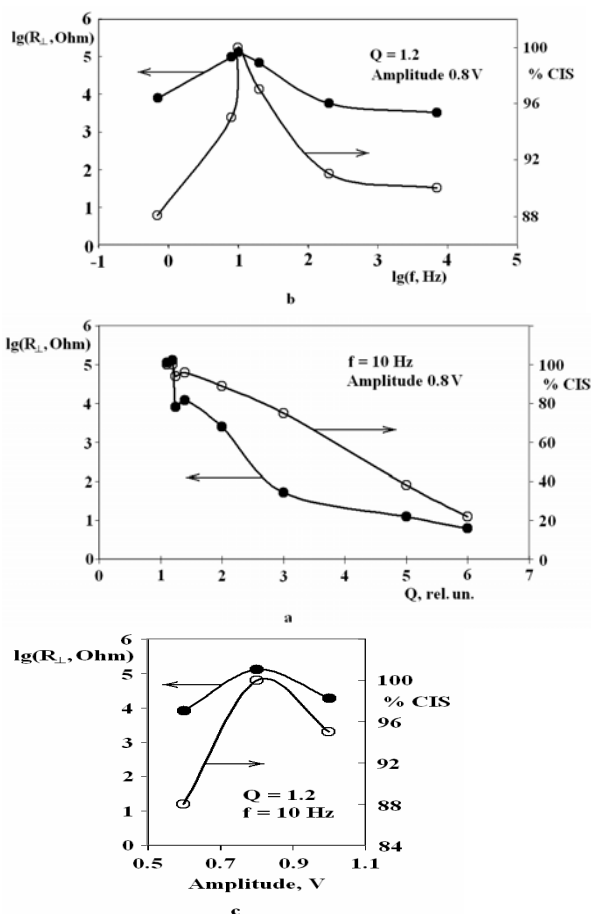 lg(R⊥, Ohm)
6
5
4
3
2
1
0
Q = 1.2
Amplitude 0.8 V
100
% CIS
96
92
88
-1 0 1 2 3 4 5
lg(f, Hz)
b
lg(R⊥, Ohm)
6
5
4
3
2
1
0
f = 10 Hz
Amplitude 0.8 V
100
% CIS
80
60
40
20
0
0 1 2 3 4 5 6 7
Q, rel. un.
a
lg(R⊥, Ohm)
6
5
4
3
2
1
0
100
% CIS
96
92
88
84
Q = 1.2
f = 10 Hz
0.5 0.7 0.9 1.1
Amplitude, V
c